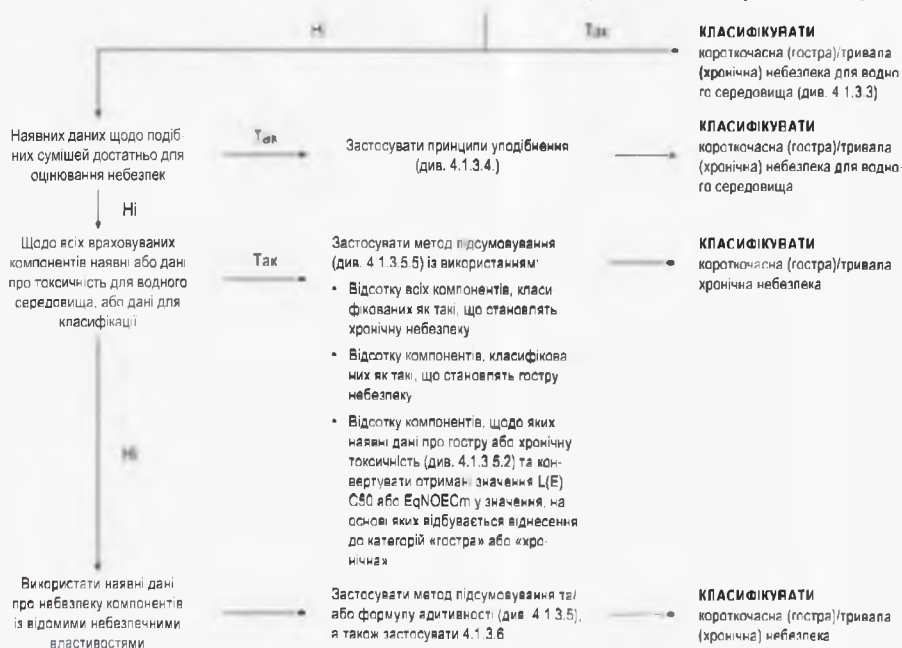 Ні
Так
КЛАСИФІКУВАТИ
короткочасна (гостра)/тривала
(хронічна) небезпека для водно
го середовища (див. 4 1.3 3)
Наявних даних щодо подіб-
них сумішей достатньо для
оцінювання небезпек
Так
Застосувати принципи уподібнення
(див. 4.1.3.4.)
КЛАСИФІКУВАТИ
короткочасна (гостра)/тривала
(хронічна) небезпека для водно-
го середовища
Ні
Щодо всіх враховуваних
компонентів наявні або дані
про токсичність для водного
середовища, або дані для
класифікації
Так
Застосувати метод підсумовування
(див. 4 1.3.5.5) із використанням:
• Відсотку всіх компонентів, класи
фікованих як такі, що становлять
хронічну небезпеку
• Відсотку компонентів, класифікова
них як такі, що становлять гостру
небезпеку
• Відсотку компонентів, щодо яких
наявні дані про гостру або хронічну
токсичність (див. 4.1.3 5.2) та кон-
вертувати отримані значення L(E)
C50 або EqNOECm у значення, на
основі яких відбувається віднесення
до категорій «гостра» або «хро-
нічна»
КЛАСИФІКУВАТИ
короткочасна (гостра)/тривала
хронічна небезпека
Ні
Використати наявні дані
про небезпеку компонентів
із відомими небезпечними
властивостями
Застосувати метод підсумовування та/
або формулу адитивності (див 4 1 3.5),
а також застосувати 4.1.3.6
КЛАСИФІКУВАТИ
короткочасна (гостра)/тривала
(хронічна) небезпека